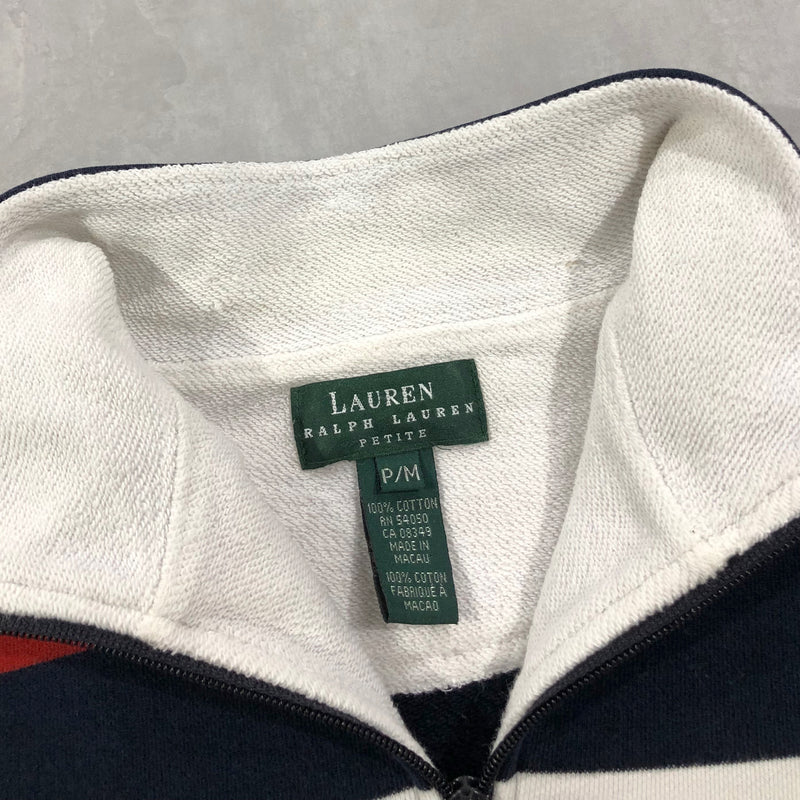 LAUREN
RALPH LAUREN
PETITE
P/M
100% COTTON
RN 54050
CA 08349
MADE IN
MACAU
100% COTON
FABRIQUÉ À
MACAO